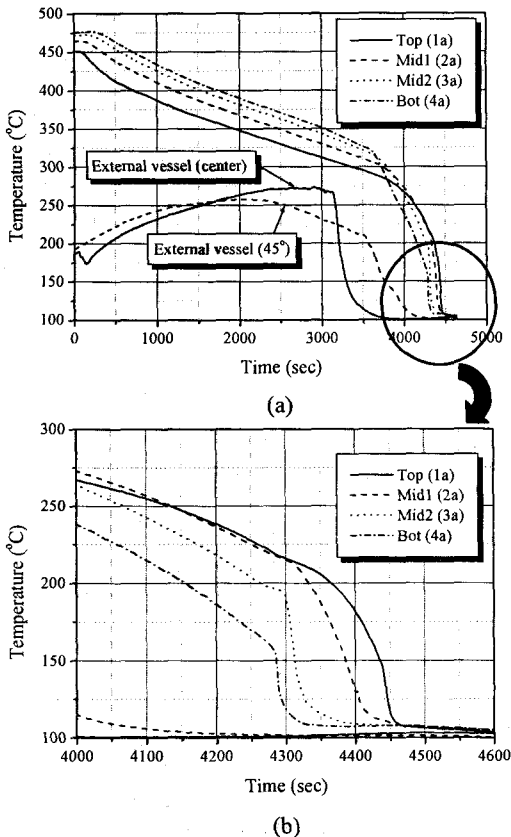 (a)
500
450
400
350
300
250
200
150
100
Temperature (°C)
Top (1a)
Mid1 (2a)
Mid2 (3a)
Bot (4a)
External vessel (center)
External vessel (45°)
0 1000 2000 3000 4000 5000
Time (sec)
(a)
300
250
200
150
100
Temperature (°C)
Top (1a)
Mid1 (2a)
Mid2 (3a)
Bot (4a)
4000 4100 4200 4300 4400 4500 4600
Time (sec)
(b)